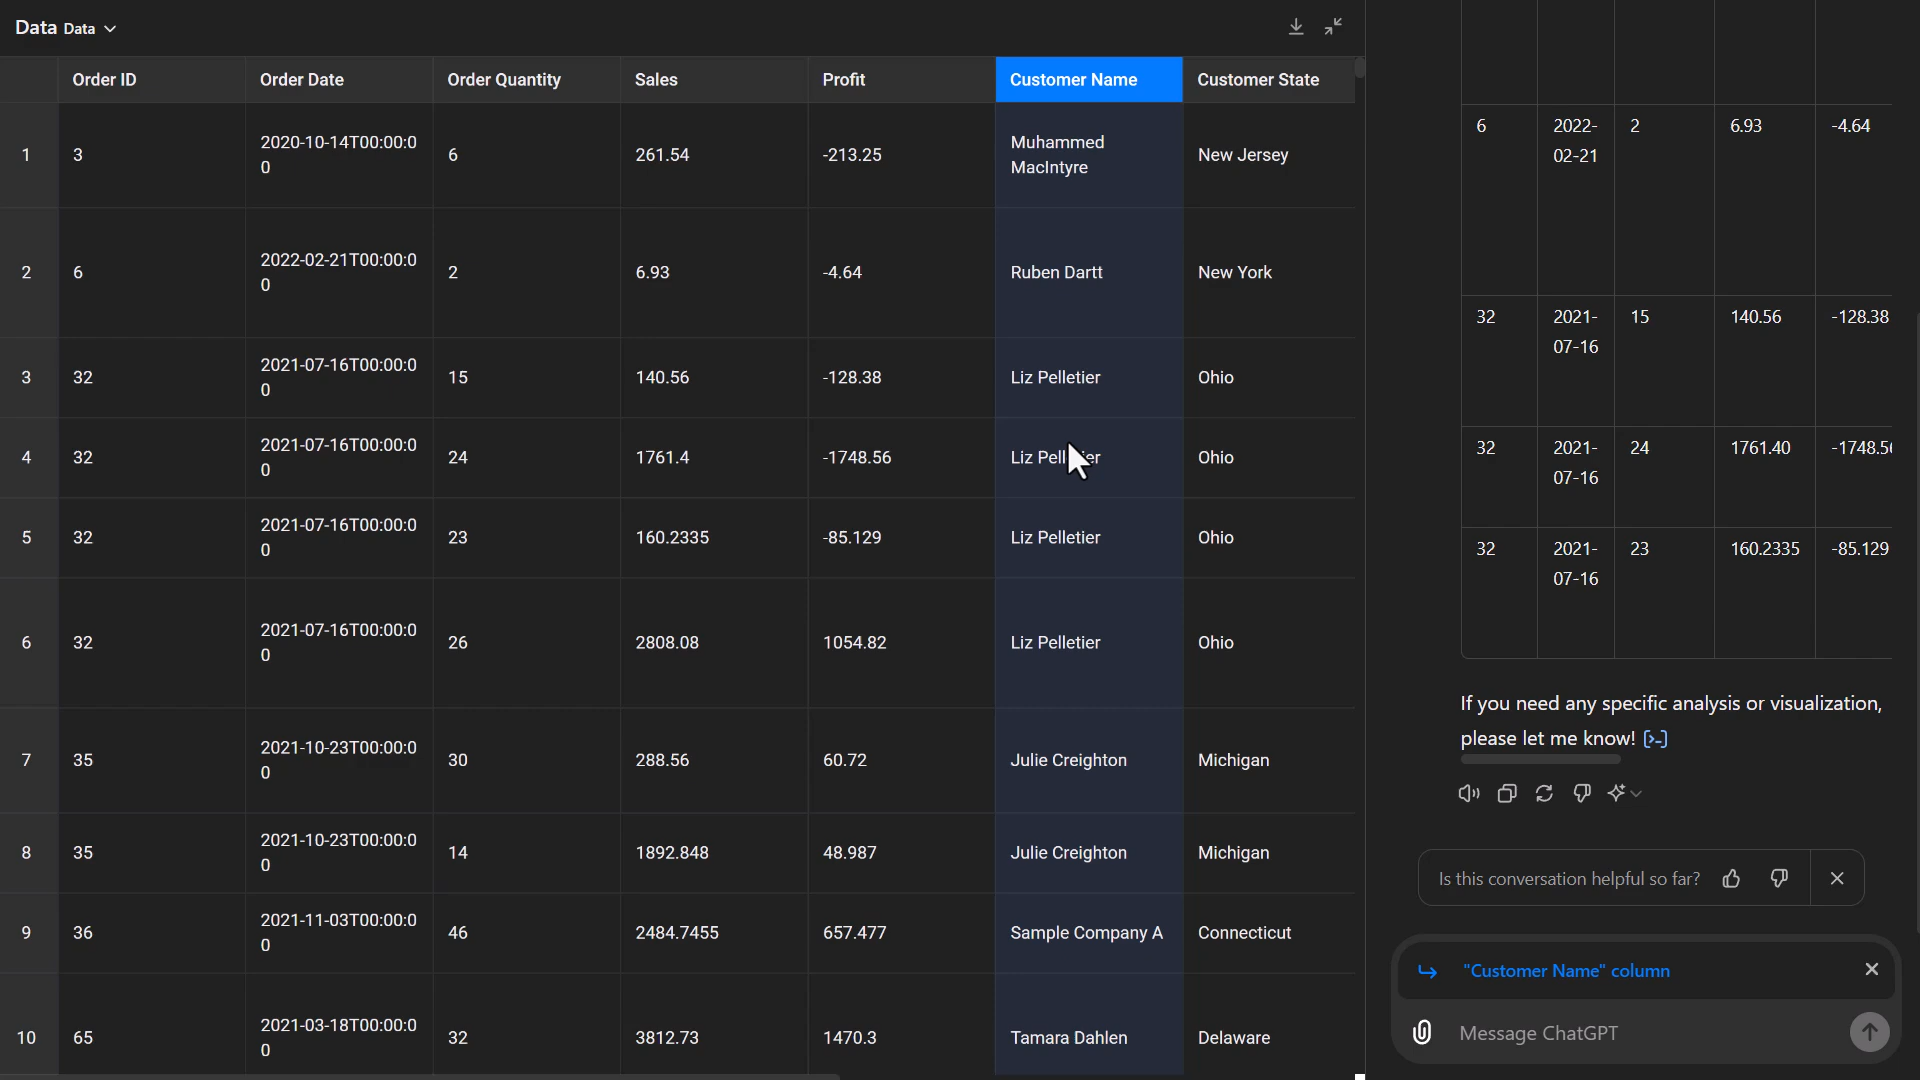 Data Data
Order ID Order Date Order Quantity Sales Profit Customer Name Customer State
1 3 2020-10-14T00:00:0 6 261.54 -213.25 Muhammed New Jersey
0 MacIntyre
2 6 2022-02-21T00:00:0 2 6.93 -4.64 Ruben Dartt New York
0
3 32 2021-07-16T00:00:0 15 140.56 -128.38 Liz Pelletier Ohio
0
4 32 2021-07-16T00:00:0 24 1761.4 -1748.56 Liz Pelletier Ohio
0
5 32 2021-07-16T00:00:0 23 160.2335 -85.129 Liz Pelletier Ohio
0
6 32 2021-07-16T00:00:0 26 2808.08 1054.82 Liz Pelletier Ohio
0
7 35 2021-10-23T00:00:0 30 288.56 60.72 Julie Creighton Michigan
0
8 35 2021-10-23T00:00:0 14 1892.848 48.987 Julie Creighton Michigan
0
9 36 2021-11-03T00:00:0 46 2484.7455 657.477 Sample Company A Connecticut
0
10 65 2021-03-18T00:00:0 32 3812.73 1470.3 Tamara Dahlen Delaware
0
6 2022- 2 6.93 -4.64
02-21
32 2021- 15 140.56 -128.38
07-16
32 2021- 24 1761.40 -1748.5
07-16
32 2021- 23 160.2335 -85.129
07-16
If you need any specific analysis or visualization,
please let me know! [>-]
Is this conversation helpful so far?
"Customer Name" column
Message ChatGPT